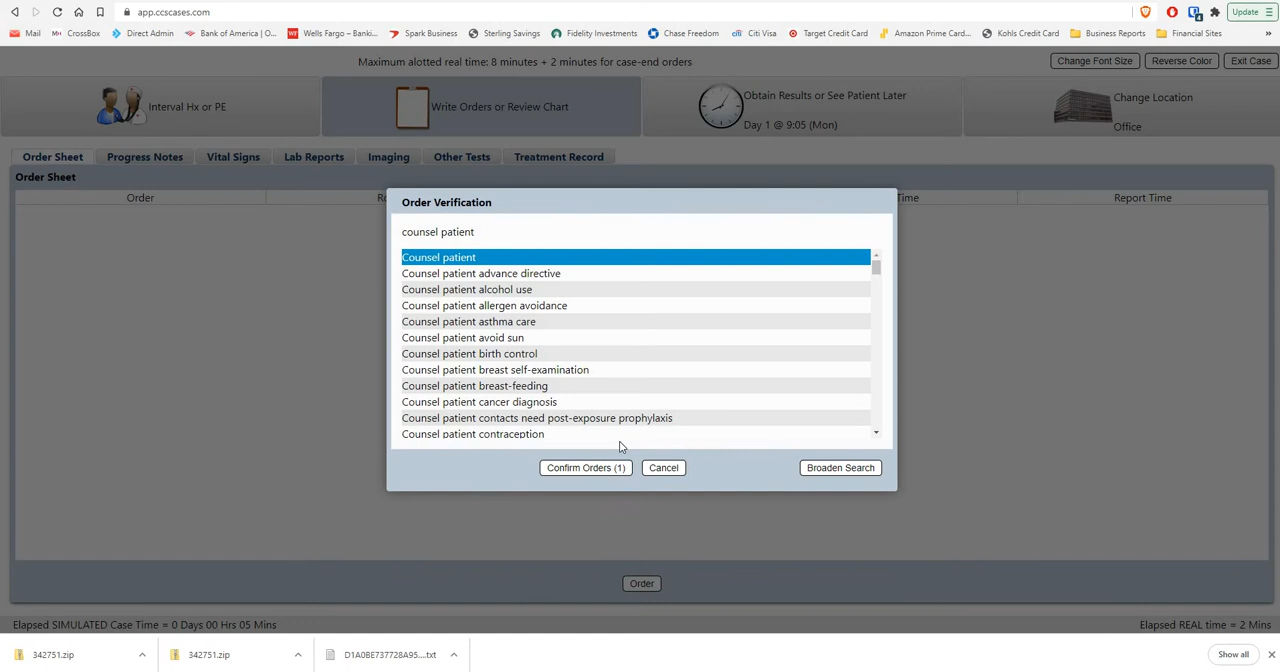 app.ccscases.com
Update
Mail
CrossBox
Direct Admin
Bank of America | O...
Wells Fargo – Banki...
Spark Business
Sterling Savings
Fidelity Investments
Chase Freedom
Citi Visa
Target Credit Card
Amazon Prime Card...
Kohls Credit Card
Business Reports
Financial Sites
»
Maximum alotted real time: 8 minutes + 2 minutes for case-end orders
Change Font Size
Reverse Color
Exit Case
Interval Hx or PE
Write Orders or Review Chart
Obtain Results or See Patient Later
Day 1 @ 9:05 (Mon)
Change Location
Office
Order Sheet
Progress Notes
Vital Signs
Lab Reports
Imaging
Other Tests
Treatment Record
Order Sheet
Order
Time
Report Time
Order Verification
counsel patient
Counsel patient
Counsel patient advance directive
Counsel patient alcohol use
Counsel patient allergen avoidance
Counsel patient asthma care
Counsel patient avoid sun
Counsel patient birth control
Counsel patient breast self-examination
Counsel patient breast-feeding
Counsel patient cancer diagnosis
Counsel patient contacts need post-exposure prophylaxis
Counsel patient contraception
Confirm Orders (1)
Cancel
Broaden Search
Order
Elapsed SIMULATED Case Time = 0 Days 00 Hrs 05 Mins
Elapsed REAL time = 2 Mins
342751.zip
342751.zip
D1A0BE737728A95....txt
Show all